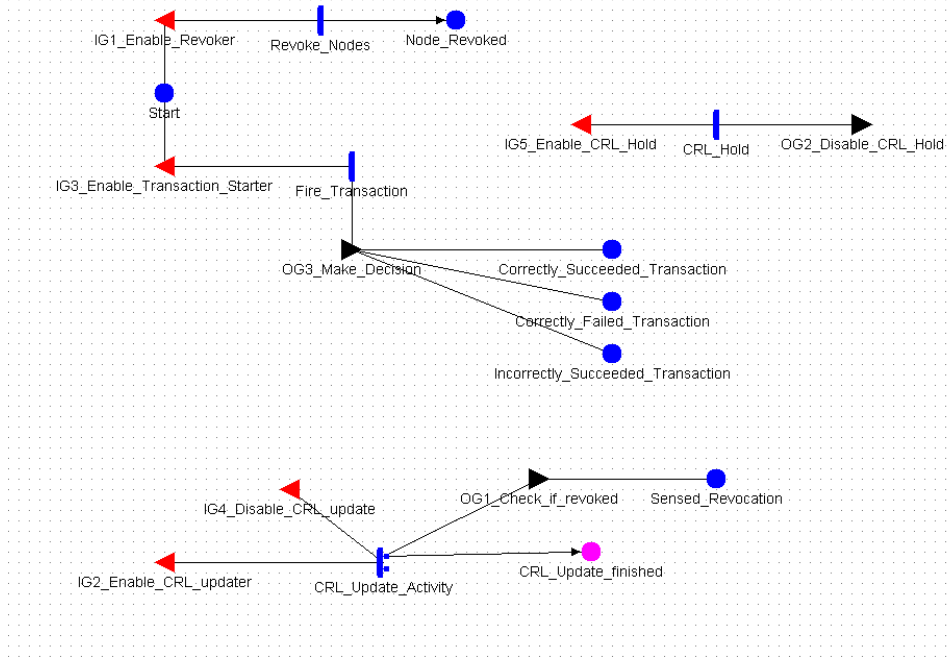 IG1_Enable_Revoker
Revoke_Nodes
Node_Revoked
Start
IG5_Enable_CRL_Hold
CRL_Hold
OG2_Disable_CRL_Hold
IG3_Enable_Transaction_Starter
Fire_Transaction
OG3_Make_Decision
Correctly_Succeeded_Transaction
Correctly_Failed_Transaction
Incorrectly_Succeeded_Transaction
OG1_Check_if_revoked
Sensed_Revocation
IG4_Disable_CRL_update
IG2_Enable_CRL_updater
CRL_Update_Activity
CRL_Update_finished